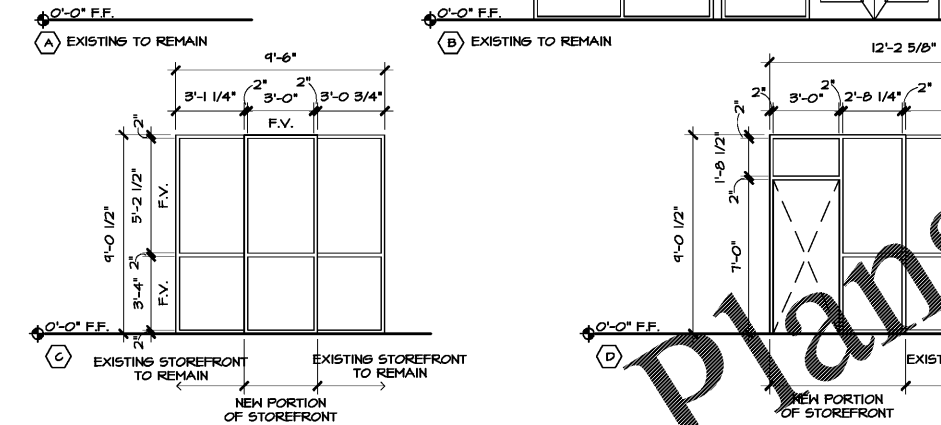 0'-0" F.F.
0'-0" F.F.
A EXISTING TO REMAIN
B EXISTING TO REMAIN
9'-6"
3'-1 1/4" 2" 3'-0" 2" 3'-0 3/4"
F.V.
2"
5'-2 1/2"
F.V.
9'-0 1/2"
2"
3'-4"
F.V.
2"
0'-0" F.F.
C
EXISTING STOREFRONT
TO REMAIN
EXISTING STOREFRONT
TO REMAIN
NEW PORTION
OF STOREFRONT
12'-2 5/8"
2" 3'-0" 2" 2'-8 1/4" 2"
2"
1'-8 1/2"
2"
9'-0 1/2"
7'-0"
0'-0" F.F.
D
EXIST
NEW PORTION
OF STOREFRONT
Plans